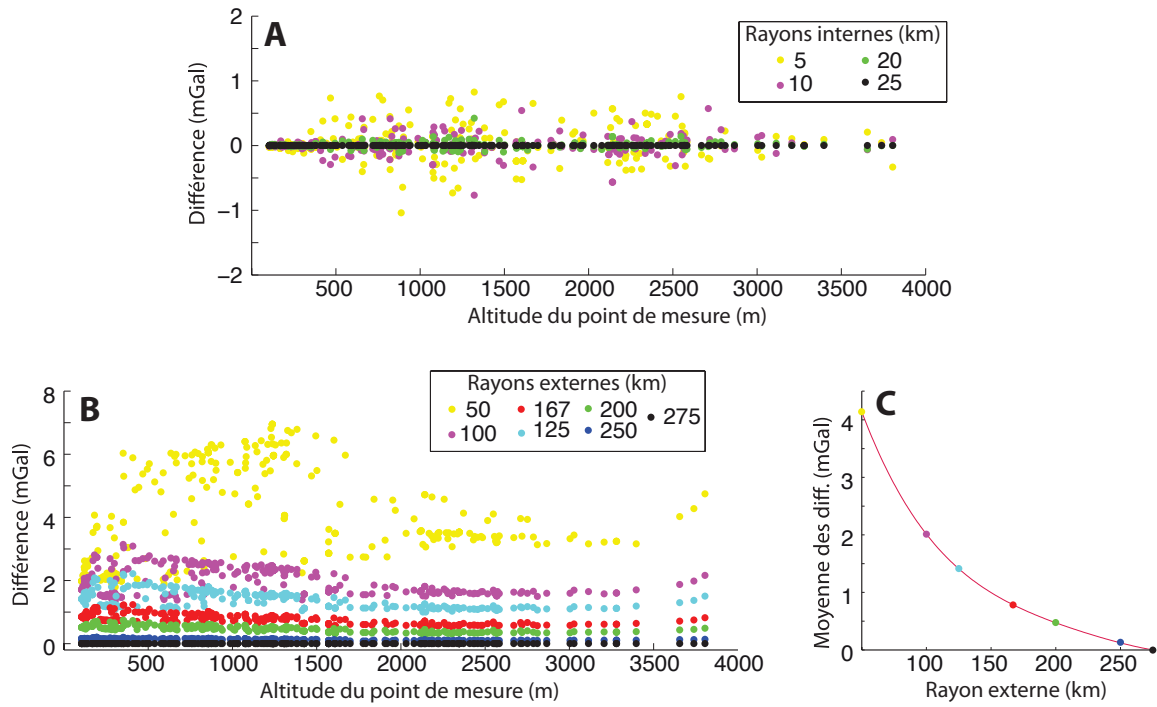 A
Rayons internes (km)
5 20
10 25
Différence (mGal)
2
1
0
−1
−2
500 1000 1500 2000 2500 3000 3500 4000
Altitude du point de mesure (m)
B
Rayons externes (km)
50 167 200 275
100 125 250
Différence (mGal)
8
6
4
2
0
500 1000 1500 2000 2500 3000 3500 4000
Altitude du point de mesure (m)
C
Moyenne des diff. (mGal)
4
3
2
1
0
100 150 200 250
Rayon externe (km)